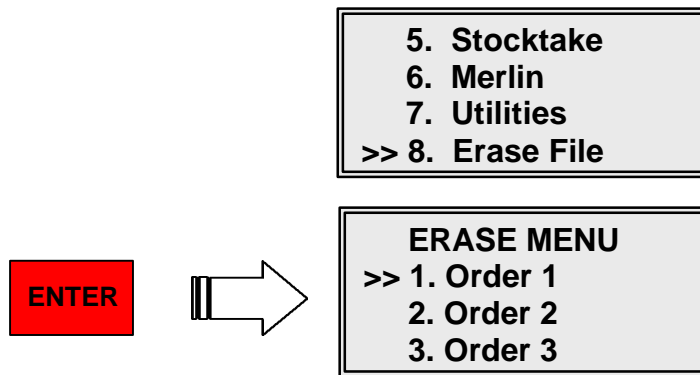 5. Stocktake
6. Merlin
7. Utilities
>> 8. Erase File
ENTER
ERASE MENU
>> 1. Order 1
2. Order 2
3. Order 3